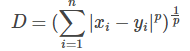 D = (∑_{i=1}^{n} |x_i − y_i|^p)^{1/p}